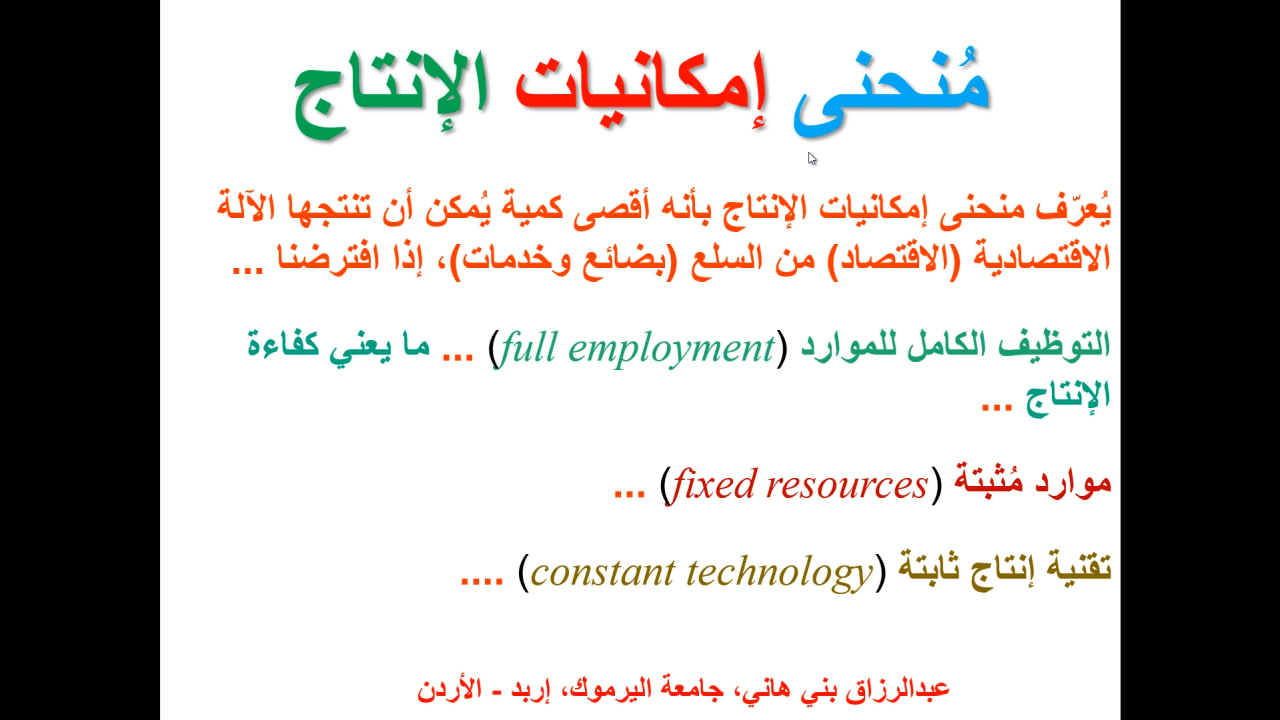 مُنحنى إمكانيات الإنتاج
يُعرّف منحنى إمكانيات الإنتاج بأنه أقصى كمية يُمكن أن تنتجها الآلة
الاقتصادية (الاقتصاد) من السلع (بضائع وخدمات)، إذا افترضنا ...
التوظيف الكامل للموارد (full employment) ... ما يعني كفاءة
الإنتاج ...
موارد مُثبتة (fixed resources) ...
تقنية إنتاج ثابتة (constant technology) ....
عبدالرزاق بني هاني، جامعة اليرموك، إربد - الأردن